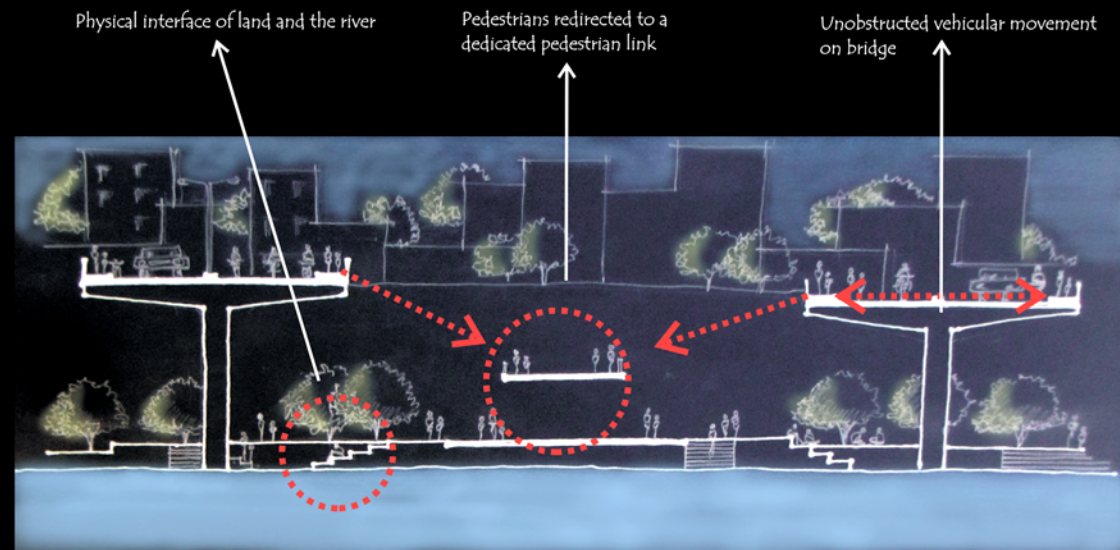 Physical interface of land and the river
Pedestrians redirected to a
dedicated pedestrian link
Unobstructed vehicular movement
on bridge